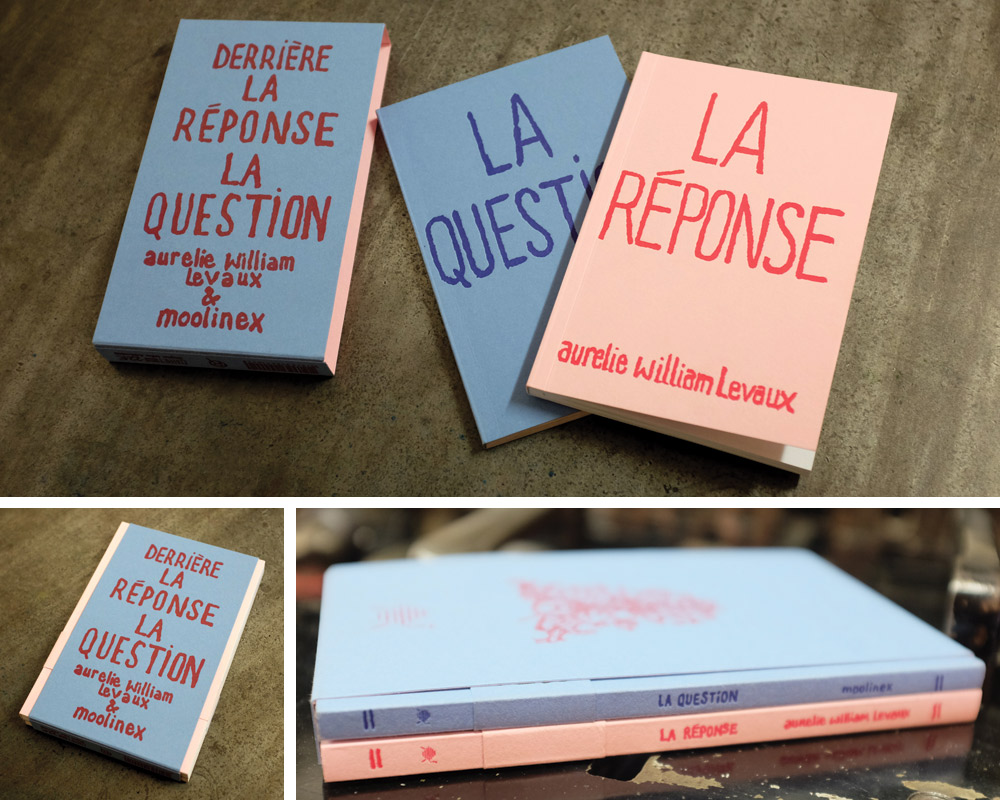 DERRIÈRE
LA
RÉPONSE
LA
QUESTiON
aurelie William
Levaux
&
moolinex
LA
QUESTi
LA
RÉPONSE
aurelie William Levaux
DERRIÈRE
LA
RÉPONSE
LA
QUESTiON
aurelie William
Levaux
&
moolinex
LA QUESTiON moolinex
LA RÉPONSE aurelie william Levaux